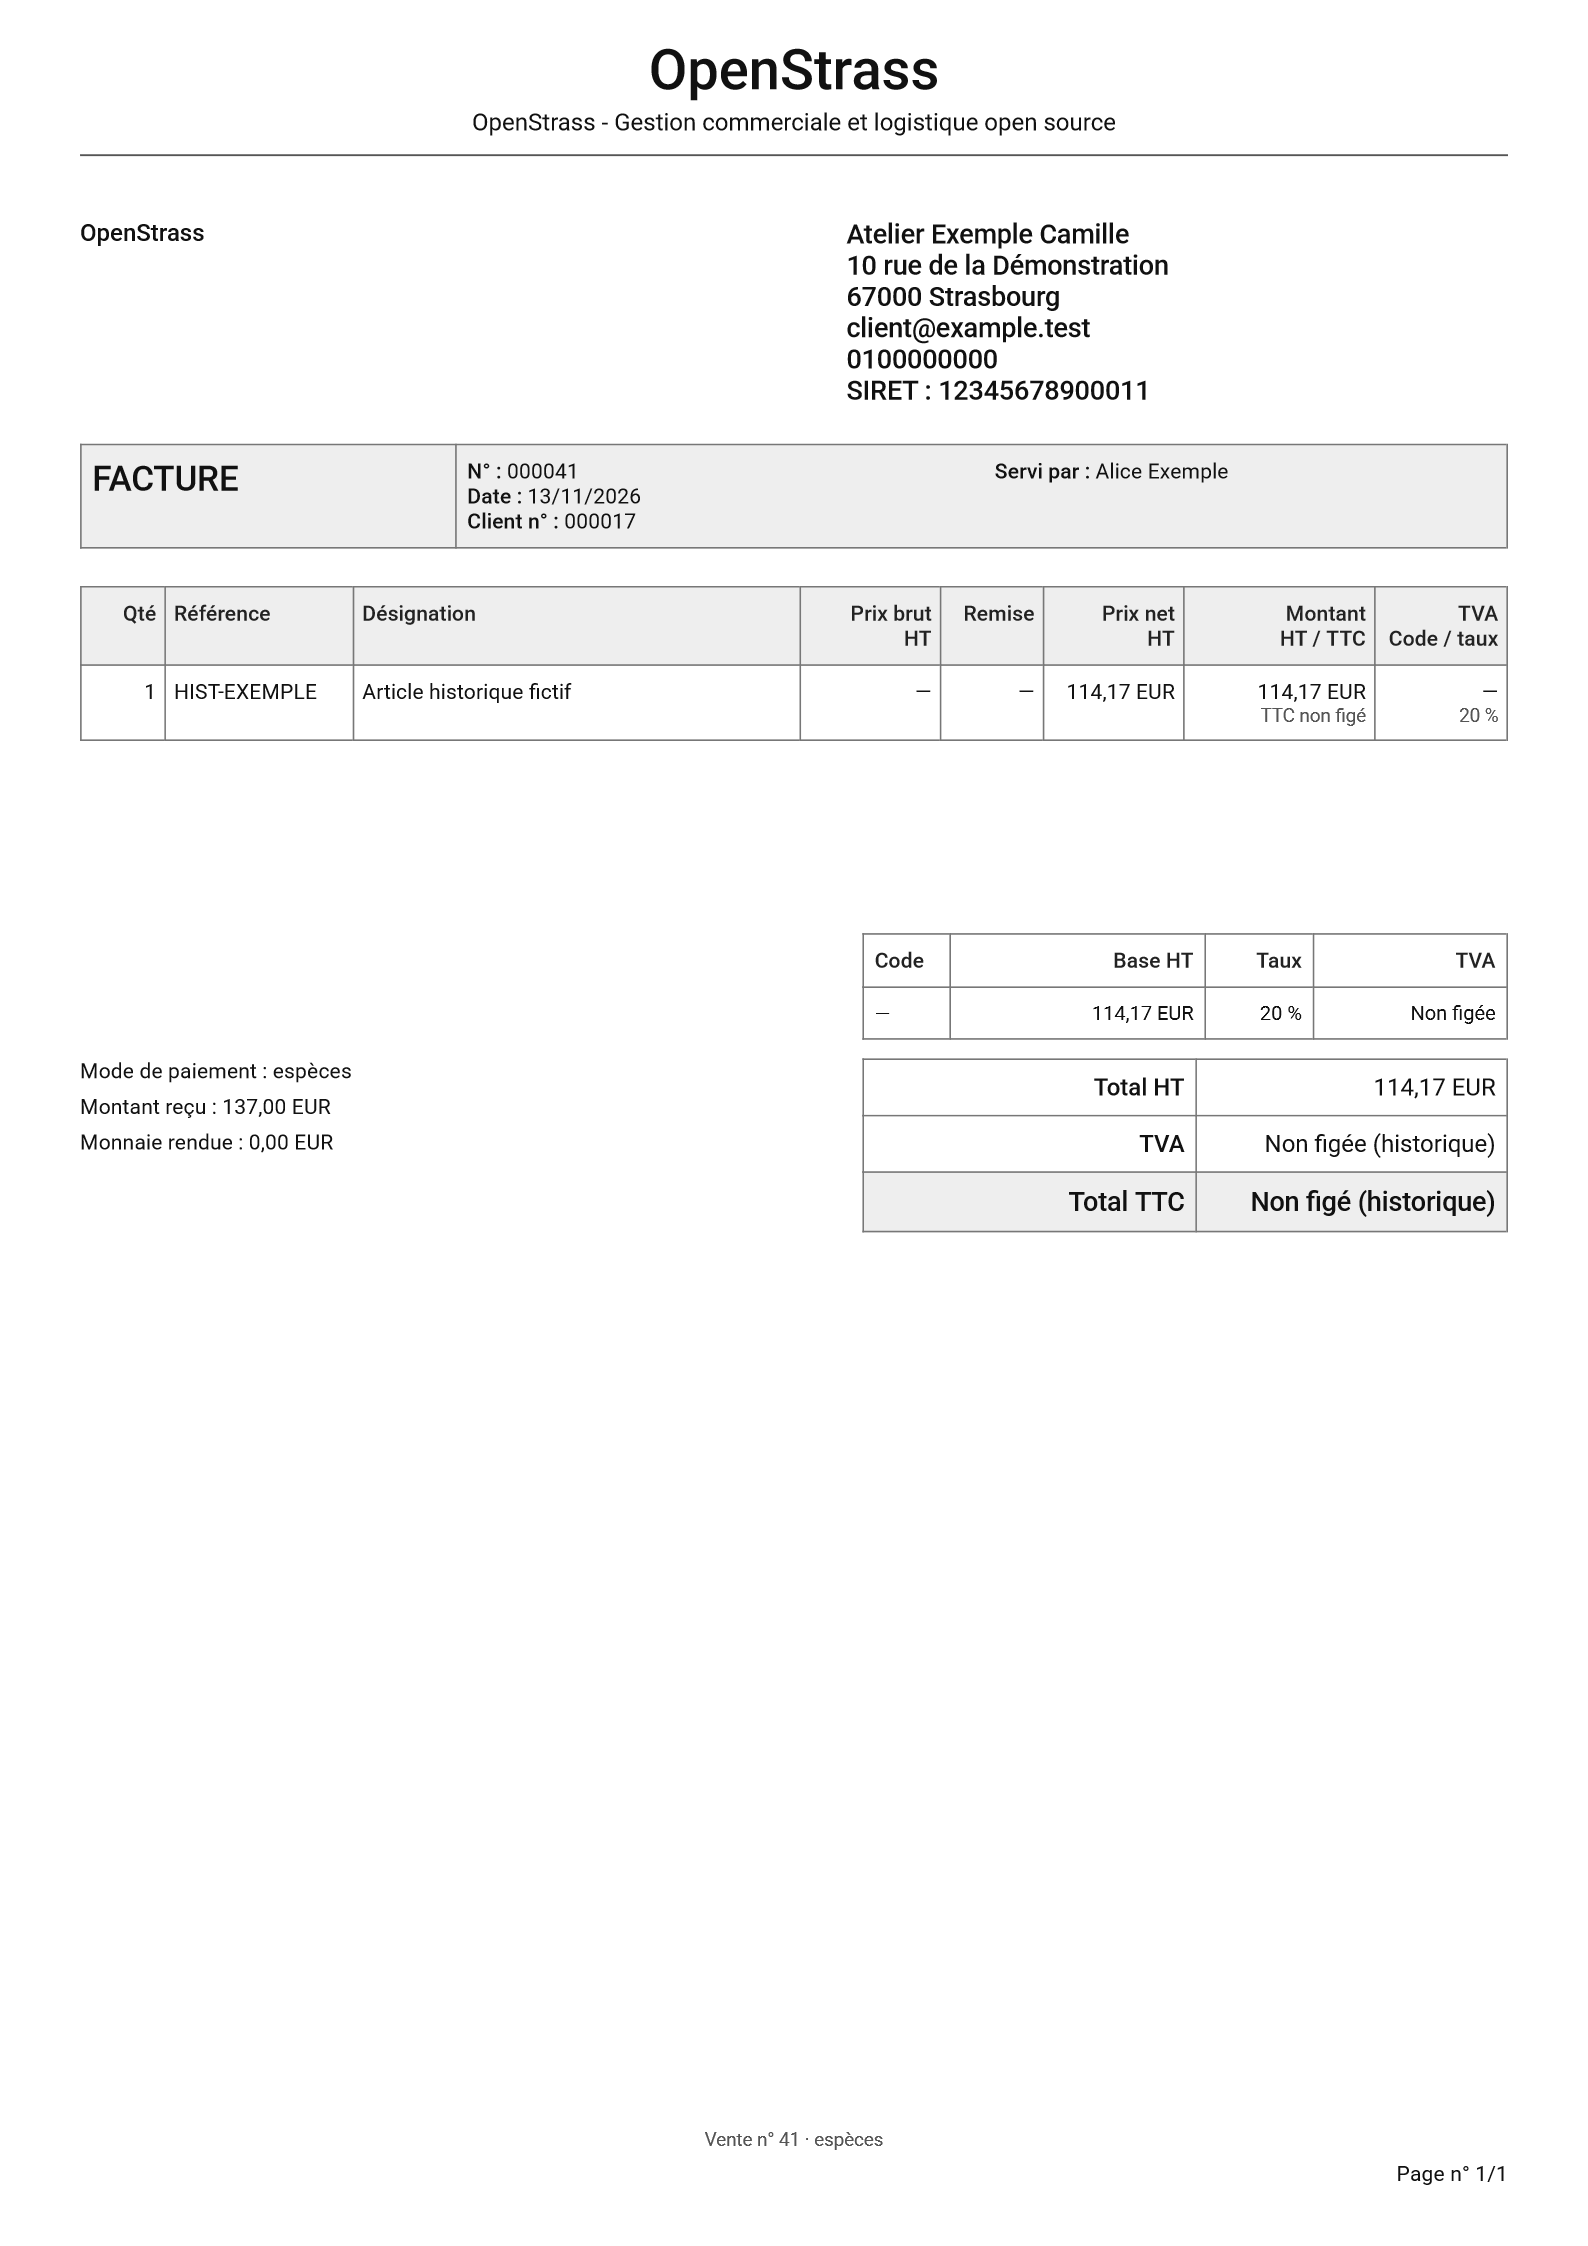 OpenStrass
OpenStrass - Gestion commerciale et logistique open source
OpenStrass
Atelier Exemple Camille
10 rue de la Démonstration
67000 Strasbourg
client@example.test
0100000000
SIRET : 12345678900011
FACTURE
N° : 000041
Date : 13/11/2026
Client n° : 000017
Servi par : Alice Exemple
Qté Référence Désignation Prix brut HT Remise Prix net HT Montant HT / TTC TVA Code / taux
1 HIST-EXEMPLE Article historique fictif — — 114,17 EUR 114,17 EUR —
TTC non figé 20 %
Code Base HT Taux TVA
— 114,17 EUR 20 % Non figée
Mode de paiement : espèces
Montant reçu : 137,00 EUR
Monnaie rendue : 0,00 EUR
Total HT 114,17 EUR
TVA Non figée (historique)
Total TTC Non figé (historique)
Vente n° 41 · espèces
Page n° 1/1